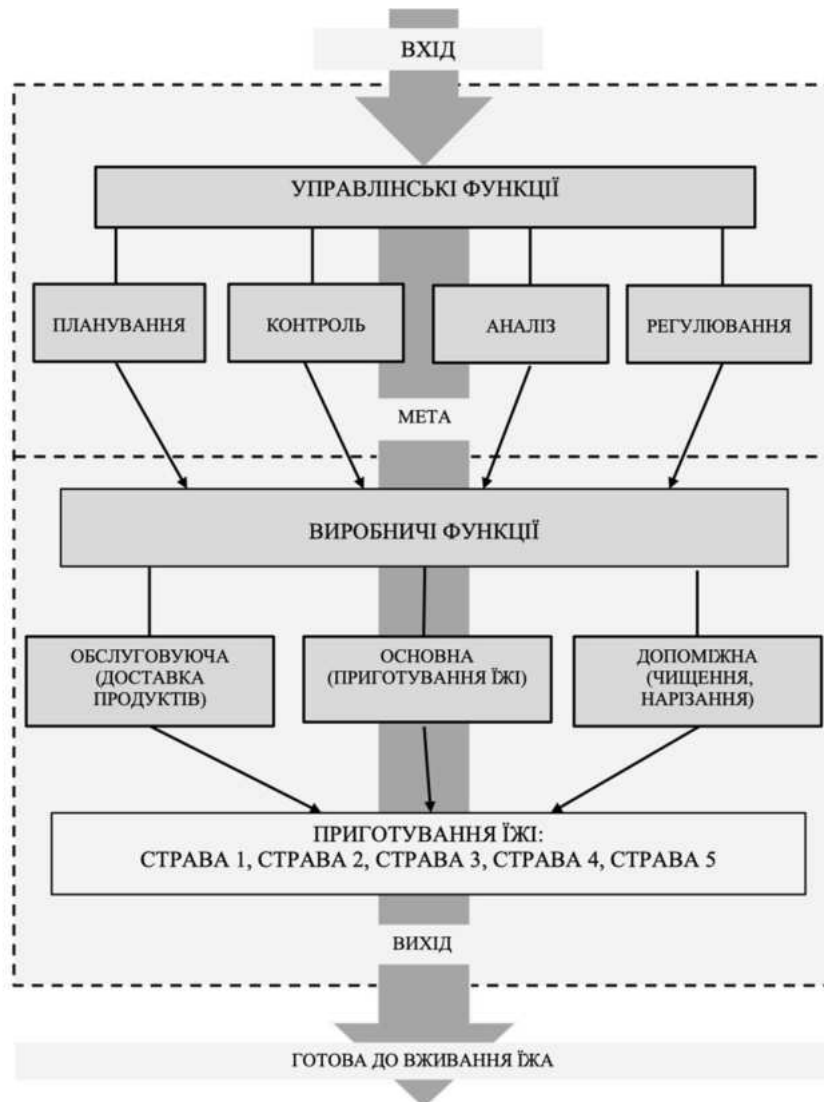 ВХІД
УПРАВЛІНСЬКІ ФУНКЦІЇ
ПЛАНУВАННЯ
КОНТРОЛЬ
АНАЛІЗ
РЕГУЛЮВАННЯ
МЕТА
ВИРОБНИЧІ ФУНКЦІЇ
ОБСЛУГОВУЮЧА
(ДОСТАВКА
ПРОДУКТІВ)
ОСНОВНА
(ПРИГОТУВАННЯ ЇЖІ)
ДОПОМІЖНА
(ЧИЩЕННЯ,
НАРІЗАННЯ)
ПРИГОТУВАННЯ ЇЖІ:
СТРАВА 1, СТРАВА 2, СТРАВА 3, СТРАВА 4, СТРАВА 5
ВИХІД
ГОТОВА ДО ВЖИВАННЯ ЇЖА